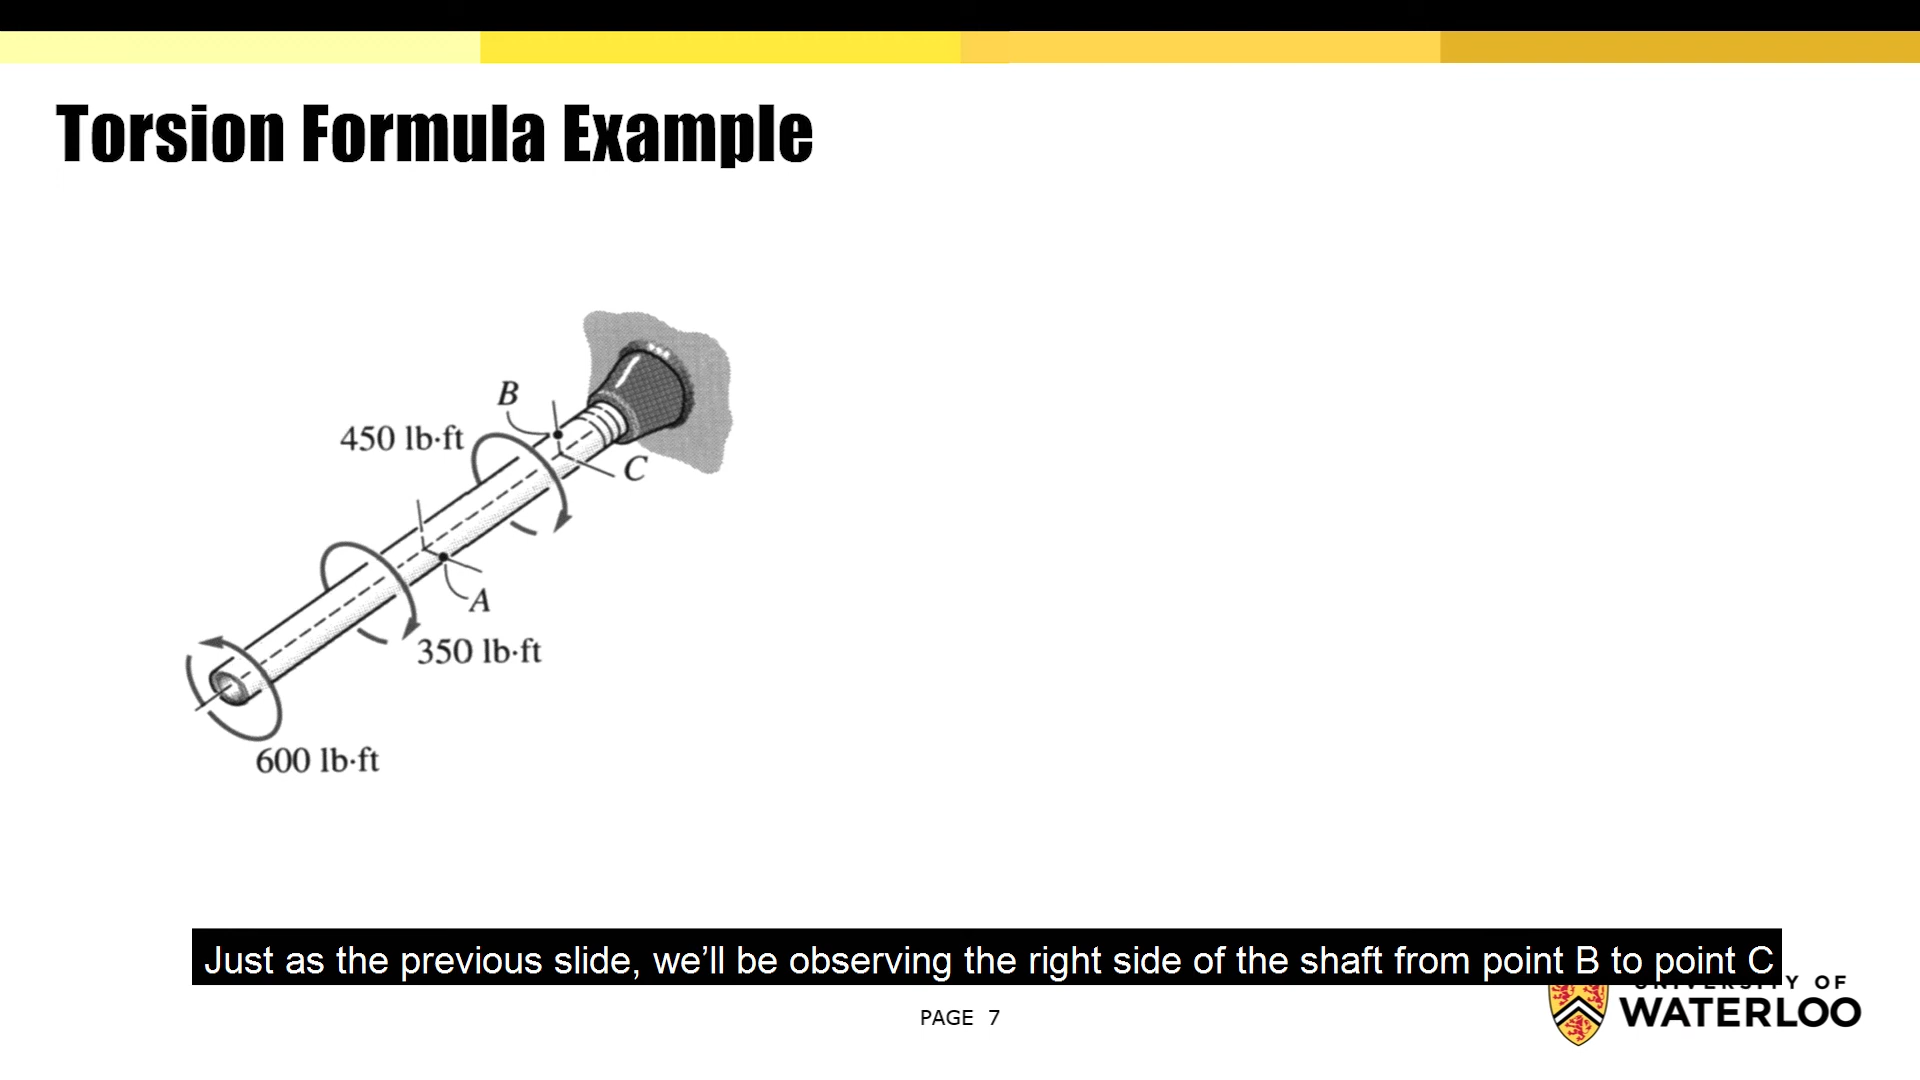 Torsion Formula Example
B
450 lb·ft
C
A
350 lb·ft
600 lb·ft
Just as the previous slide, we’ll be observing the right side of the shaft from point B to point C
UNIVERSITY OF
WATERLOO
PAGE 7